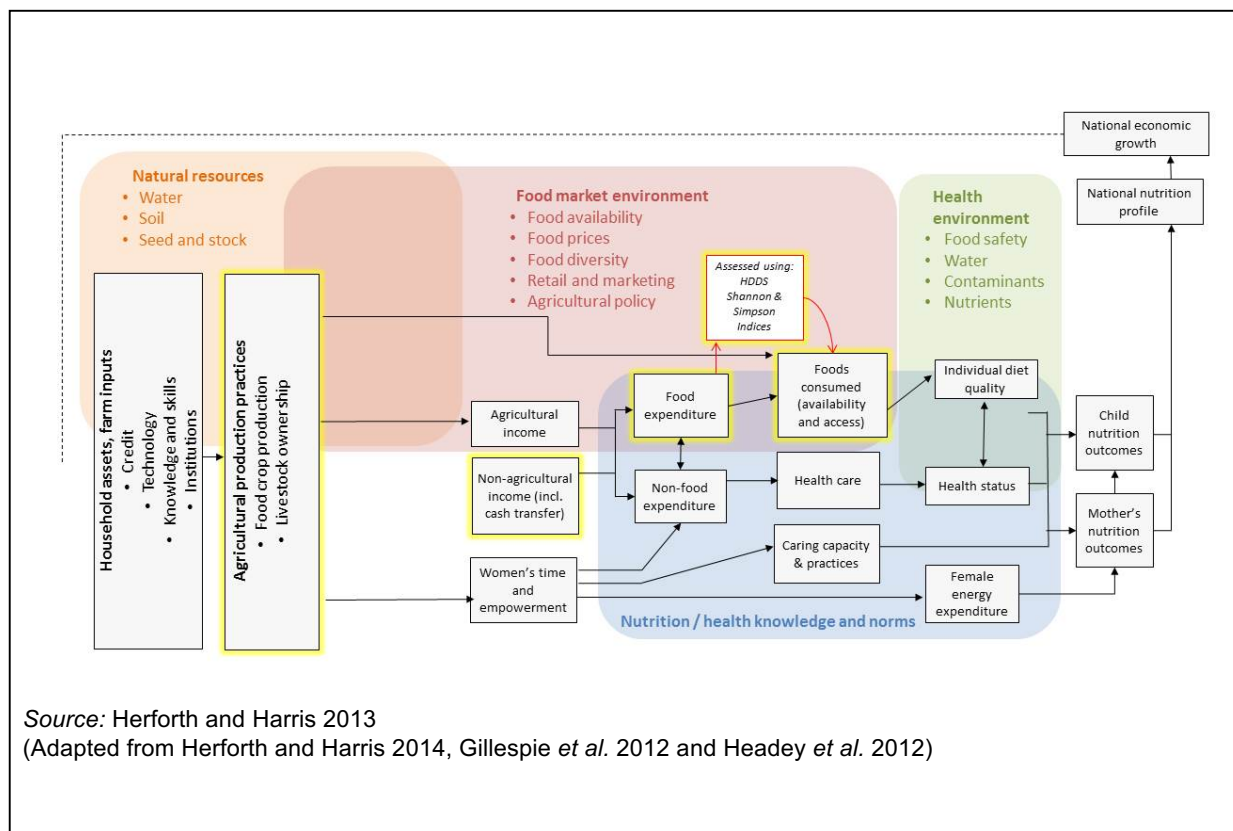 National economic
growth
National nutrition
profile
Natural resources
• Water
• Soil
• Seed and stock
Food market environment
• Food availability
• Food prices
• Food diversity
• Retail and marketing
• Agricultural policy
Health
environment
• Food safety
• Water
• Contaminants
• Nutrients
Assessed using:
HDDS
Shannon &
Simpson
Indices
Household assets, farm inputs
• Credit
• Technology
• Knowledge and skills
• Institutions
Agricultural production practices
• Food crop production
• Livestock ownership
Agricultural
income
Non-agricultural
income (incl.
cash transfer)
Women's time
and
empowerment
Food
expenditure
Non-food
expenditure
Foods
consumed
(availability
and access)
Health care
Caring capacity
& practices
Individual diet
quality
Health status
Female
energy
expenditure
Child
nutrition
outcomes
Mother's
nutrition
outcomes
Nutrition / health knowledge and norms
Source: Herforth and Harris 2013
(Adapted from Herforth and Harris 2014, Gillespie et al. 2012 and Headey et al. 2012)